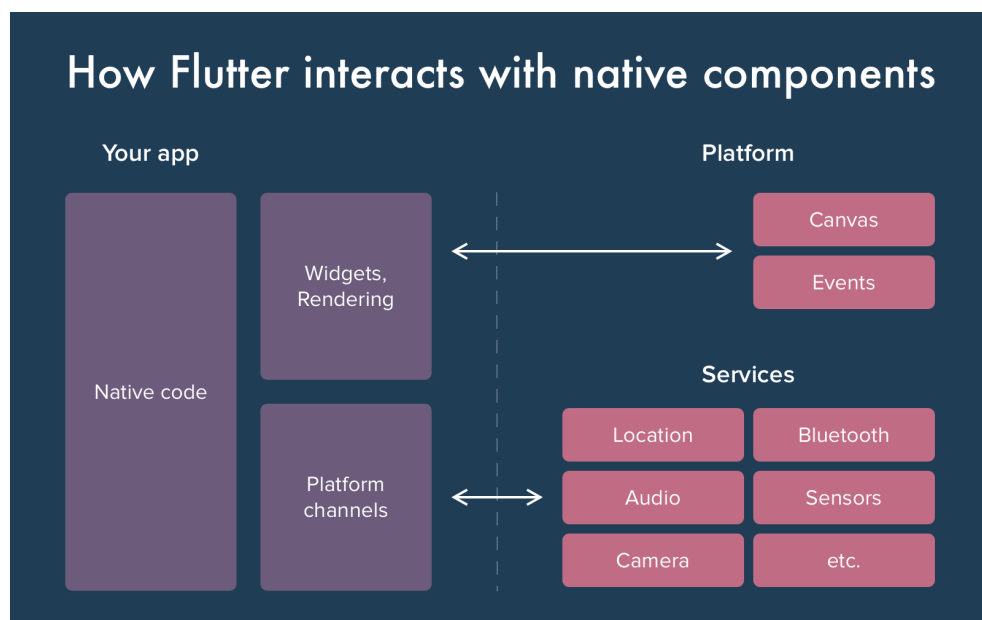 How Flutter interacts with native components
Your app
Platform
Native code
Widgets,
Rendering
Platform
channels
Canvas
Events
Services
Location
Bluetooth
Audio
Sensors
Camera
etc.